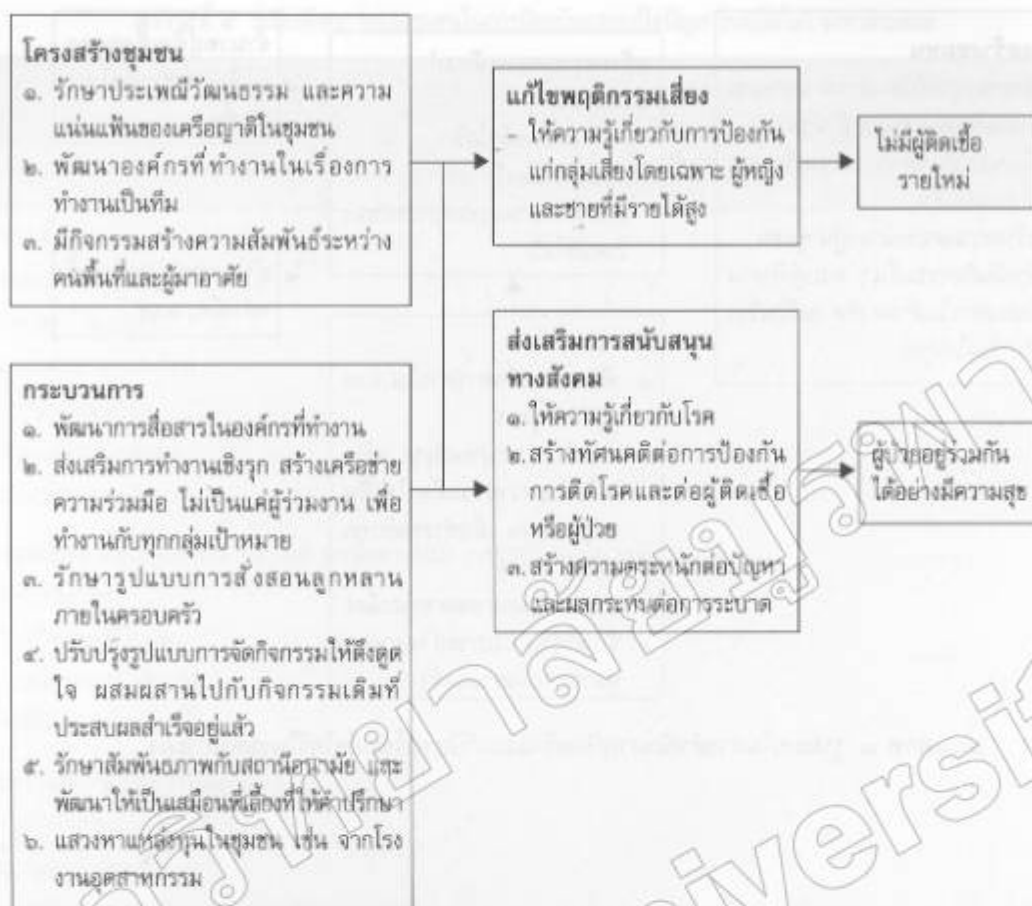 โครงสร้างชุมชน
๑. รักษาประเพณีวัฒนธรรม และความ
แน่นแฟ้นของเครือญาติในชุมชน
๒. พัฒนาองค์กรที่ทำงานในเรื่องการ
ทำงานเป็นทีม
๓. มีกิจกรรมสร้างความสัมพันธ์ระหว่าง
คนพื้นที่และผู้มาอาศัย
กระบวนการ
๑. พัฒนาการสื่อสารในองค์กรที่ทำงาน
๒. ส่งเสริมการทำงานเชิงรุก สร้างเครือข่าย
ความร่วมมือ ไม่เป็นแค่ผู้ร่วมงาน เพื่อ
ทำงานกับทุกกลุ่มเป้าหมาย
๓. รักษารูปแบบการสั่งสอนลูกหลาน
ภายในครอบครัว
๔. ปรับปรุงรูปแบบการจัดกิจกรรมให้ดึงดูด
ใจ ผสมผสานไปกับกิจกรรมเดิมที่
ประสบผลสำเร็จอยู่แล้ว
๕. รักษาสัมพันธภาพกับสถานีอนามัย และ
พัฒนาให้เป็นเสมือนพี่เลี้ยงที่ให้คำปรึกษา
๖. แสวงหาแหล่งทุนในชุมชน เช่น จากโรง
งานอุตสาหกรรม
แก้ไขพฤติกรรมเสี่ยง
- ให้ความรู้เกี่ยวกับการป้องกัน
แก่กลุ่มเสี่ยงโดยเฉพาะ ผู้หญิง
และชายที่มีรายได้สูง
ส่งเสริมการสนับสนุน
ทางสังคม
๑. ให้ความรู้เกี่ยวกับโรค
๒. สร้างทัศนคติต่อการป้องกัน
การติดโรคและต่อผู้ติดเชื้อ
หรือผู้ป่วย
๓. สร้างความตระหนักต่อปัญหา
และผลกระทบต่อการระบาด
ไม่มีผู้ติดเชื้อ
รายใหม่
ผู้ป่วยอยู่ร่วมกัน
ได้อย่างมีความสุข